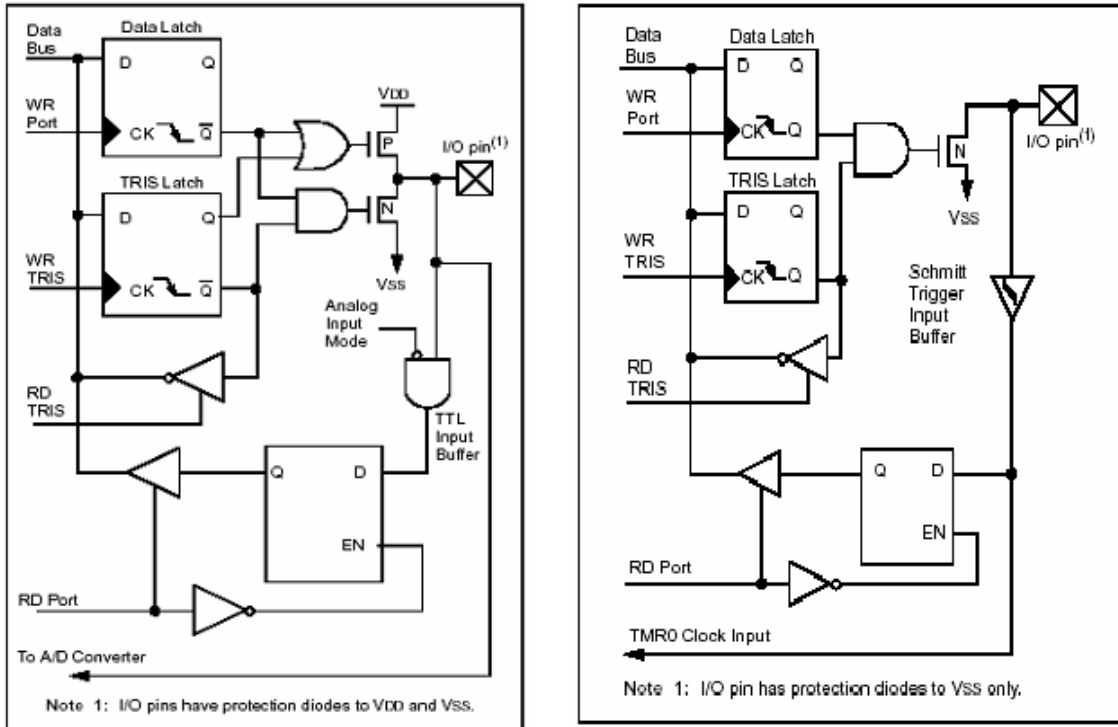 Data Latch
Data
Bus
D
Q
VDD
WR
Port
CK
Q
P
I/O pin(1)
TRIS Latch
D
Q
N
WR
TRIS
CK
Q
VSS
Analog
Input
Mode
RD
TRIS
TTL
Input
Buffer
Q
D
EN
RD Port
To A/D Converter
Note 1: I/O pins have protection diodes to VDD and VSS.
Data Latch
Data
Bus
D
Q
WR
Port
CK
Q
I/O pin(1)
N
TRIS Latch
D
Q
VSS
WR
TRIS
CK
Q
Schmitt
Trigger
Input
Buffer
RD
TRIS
Q
D
EN
RD Port
TMR0 Clock Input
Note 1: I/O pin has protection diodes to VSS only.